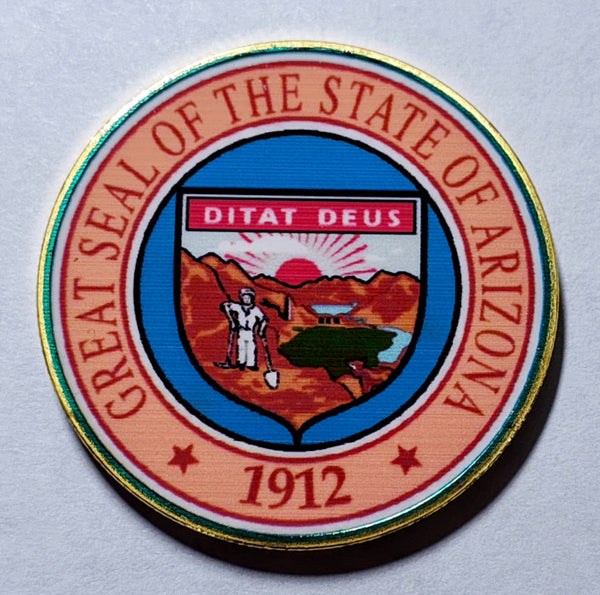 GREAT SEAL OF THE STATE OF ARIZONA
DITAT DEUS
1912